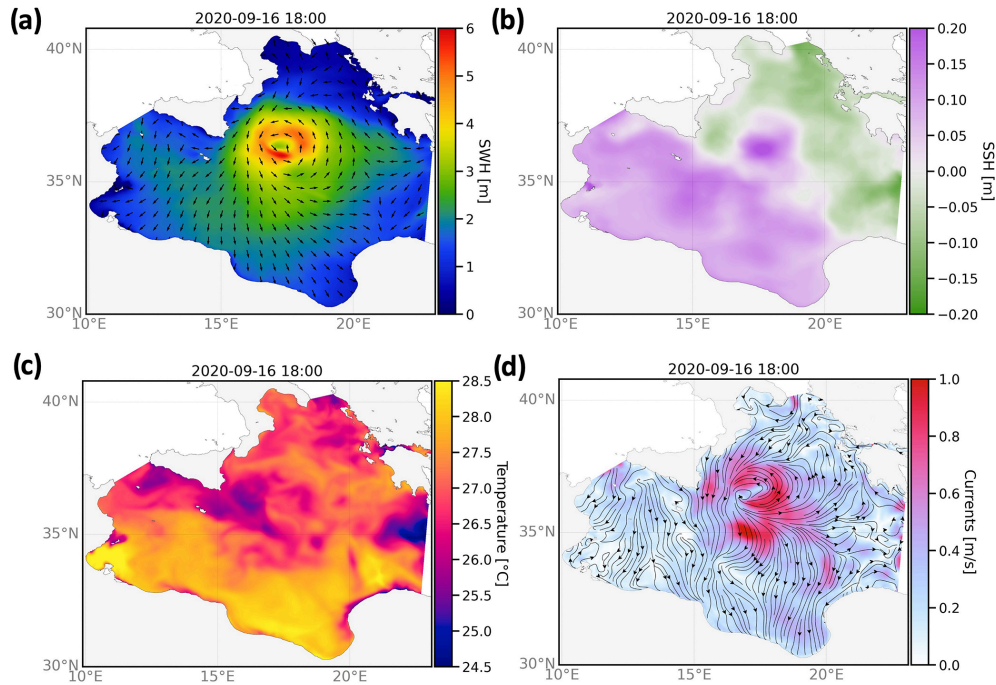 (a)
2020-09-16 18:00
40°N
35°N
30°N
10°E 15°E 20°E
6
5
4
3
2
1
0
SWH [m]
(b)
2020-09-16 18:00
40°N
35°N
30°N
10°E 15°E 20°E
0.20
0.15
0.10
0.05
0.00
−0.05
−0.10
−0.15
−0.20
SSH [m]
(c)
2020-09-16 18:00
40°N
35°N
30°N
10°E 15°E 20°E
28.5
28.0
27.5
27.0
26.5
26.0
25.5
25.0
24.5
Temperature [°C]
(d)
2020-09-16 18:00
40°N
35°N
30°N
10°E 15°E 20°E
1.0
0.8
0.6
0.4
0.2
0.0
Currents [m/s]